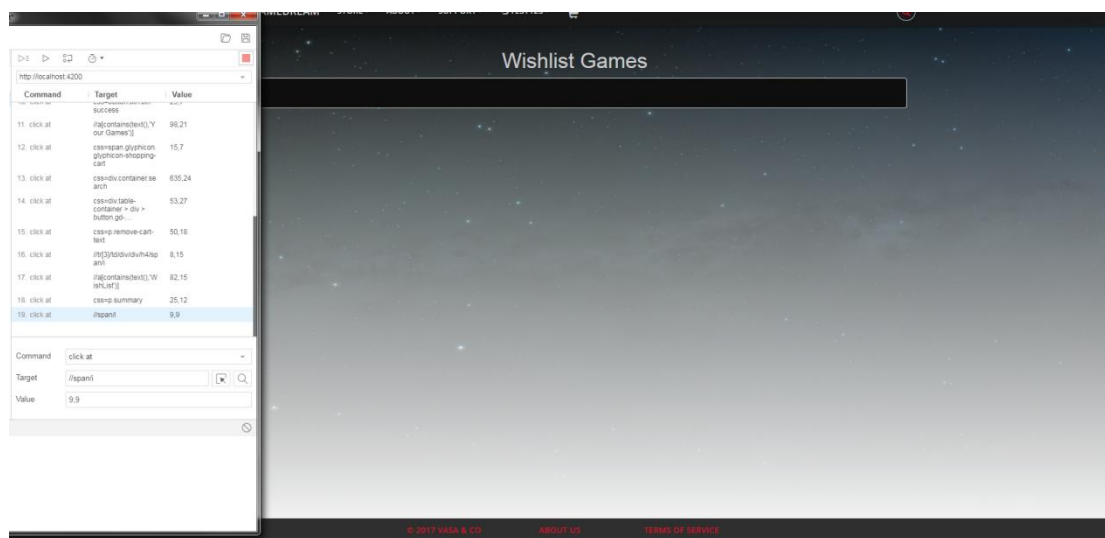 http://localhost:4200
Command Target Value
success
11. click at //a[contains(text(),'Y 98,21
our Games')]
12. click at css=span.glyphicon. 15,7
glyphicon-shopping-
cart
13. click at css=div.container.se 635,24
arch
14. click at css=div.table- 53,27
container > div >
button.gd-...
15. click at css=p.remove-cart- 50,18
text
16. click at //tr[3]/td/div/div/h4/sp 8,15
an/i
17. click at //a[contains(text(),'W 82,15
ishList')]
18. click at css=p.summary 25,12
19. click at //span/i 9,9
Command click at
Target //span/i
Value 9,9
Wishlist Games
© 2017 VASA & CO ABOUT US TERMS OF SERVICE